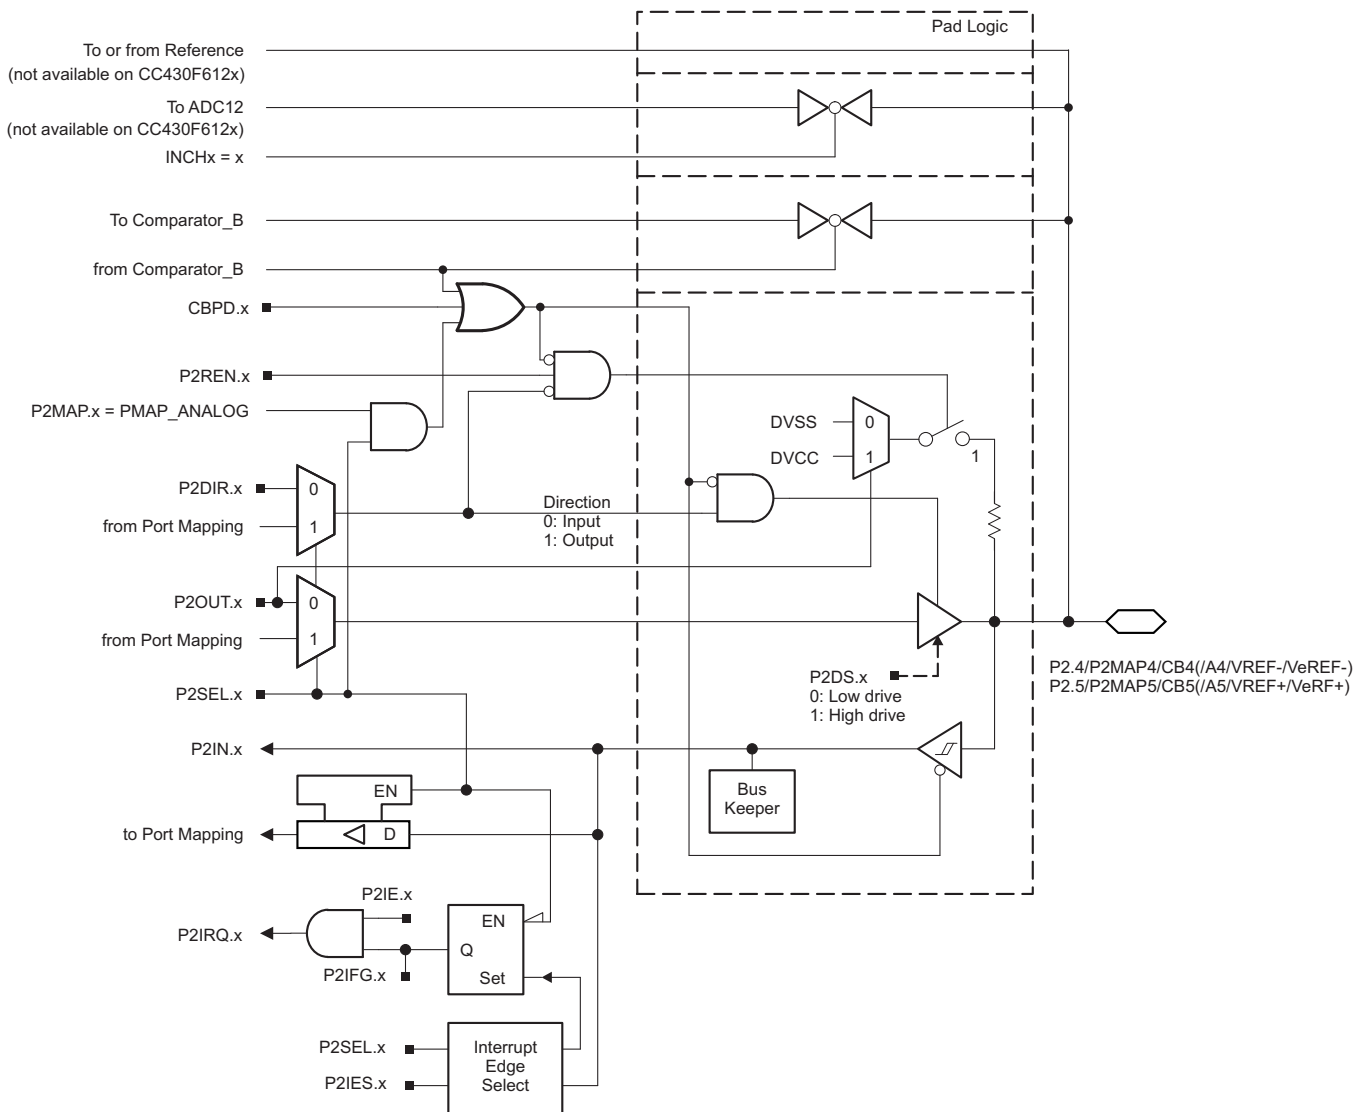 Pad Logic
To or from Reference
(not available on CC430F612x)
To ADC12
(not available on CC430F612x)
INCHx = x
To Comparator_B
from Comparator_B
CBPD.x
P2REN.x
P2MAP.x = PMAP_ANALOG
DVSS
0
DVCC
1
1
P2DIR.x
0
from Port Mapping
1
Direction
0: Input
1: Output
P2OUT.x
0
from Port Mapping
1
P2DS.x
0: Low drive
1: High drive
P2.4/P2MAP4/CB4(/A4/VREF-/VeREF-)
P2.5/P2MAP5/CB5(/A5/VREF+/VeRF+)
P2SEL.x
P2IN.x
Bus
Keeper
EN
to Port Mapping
D
P2IE.x
EN
P2IRQ.x
Q
P2IFG.x
Set
P2SEL.x
P2IES.x
Interrupt
Edge
Select